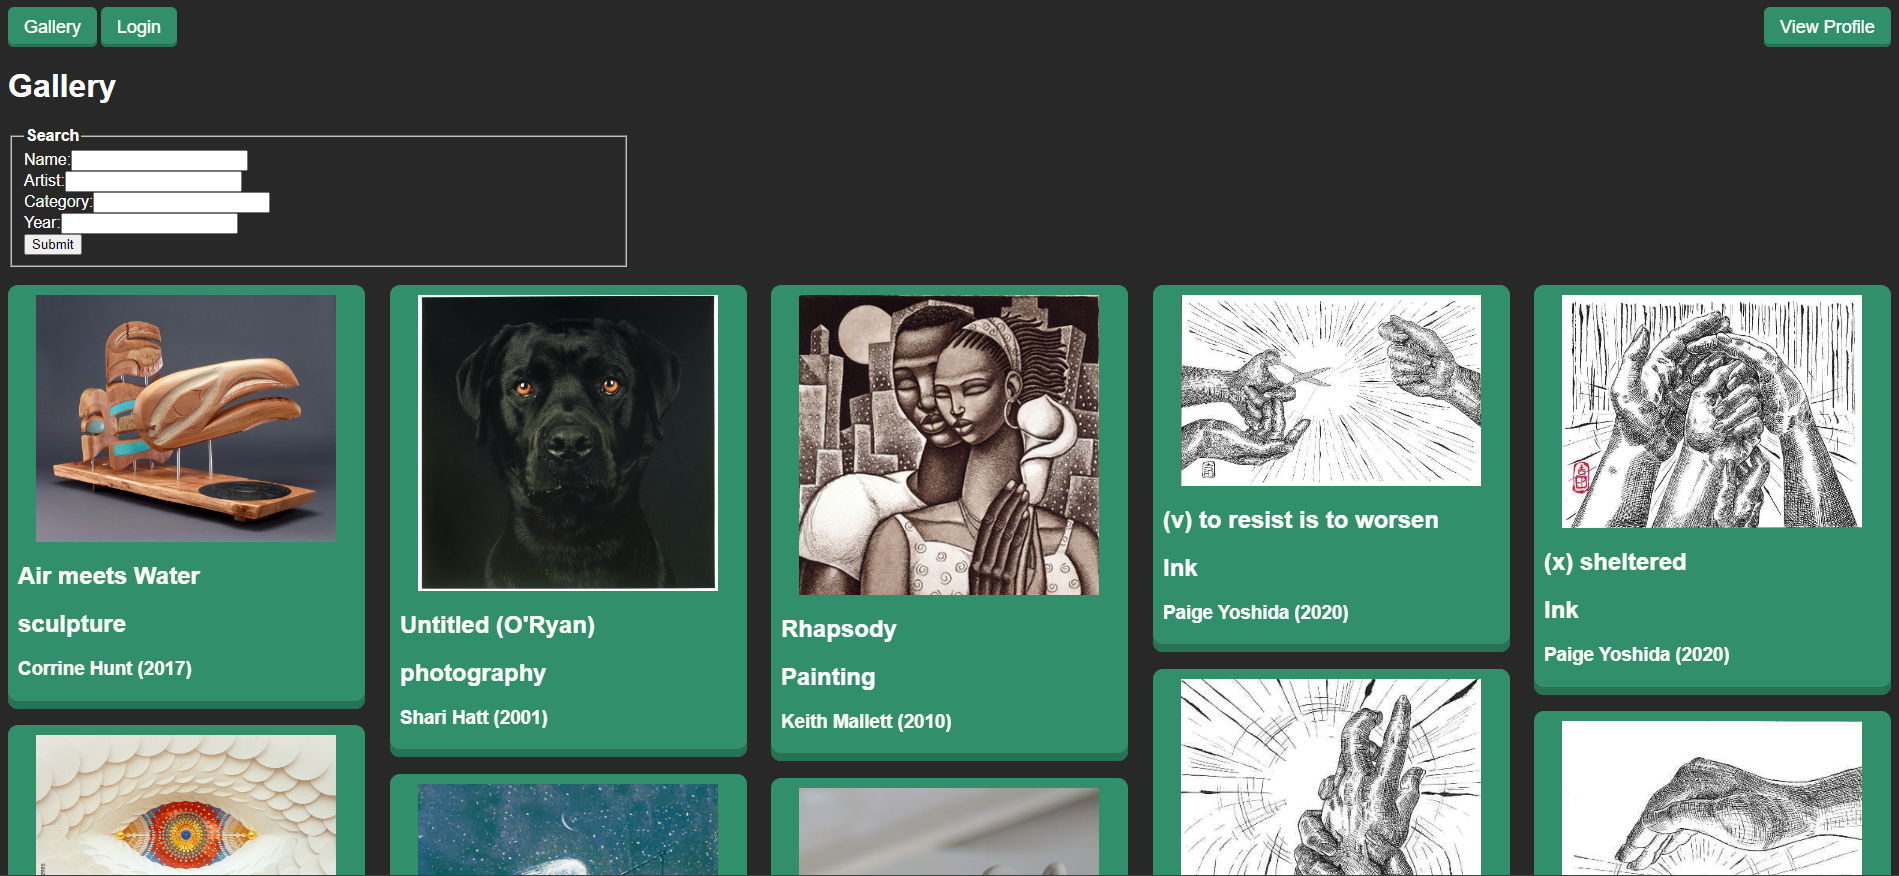 Gallery Login View Profile
Gallery
Search
Name:
Artist:
Category:
Year:
Submit
Air meets Water
sculpture
Corrine Hunt (2017)
Untitled (O'Ryan)
photography
Shari Hatt (2001)
Rhapsody
Painting
Keith Mallett (2010)
(v) to resist is to worsen
Ink
Paige Yoshida (2020)
(x) sheltered
Ink
Paige Yoshida (2020)